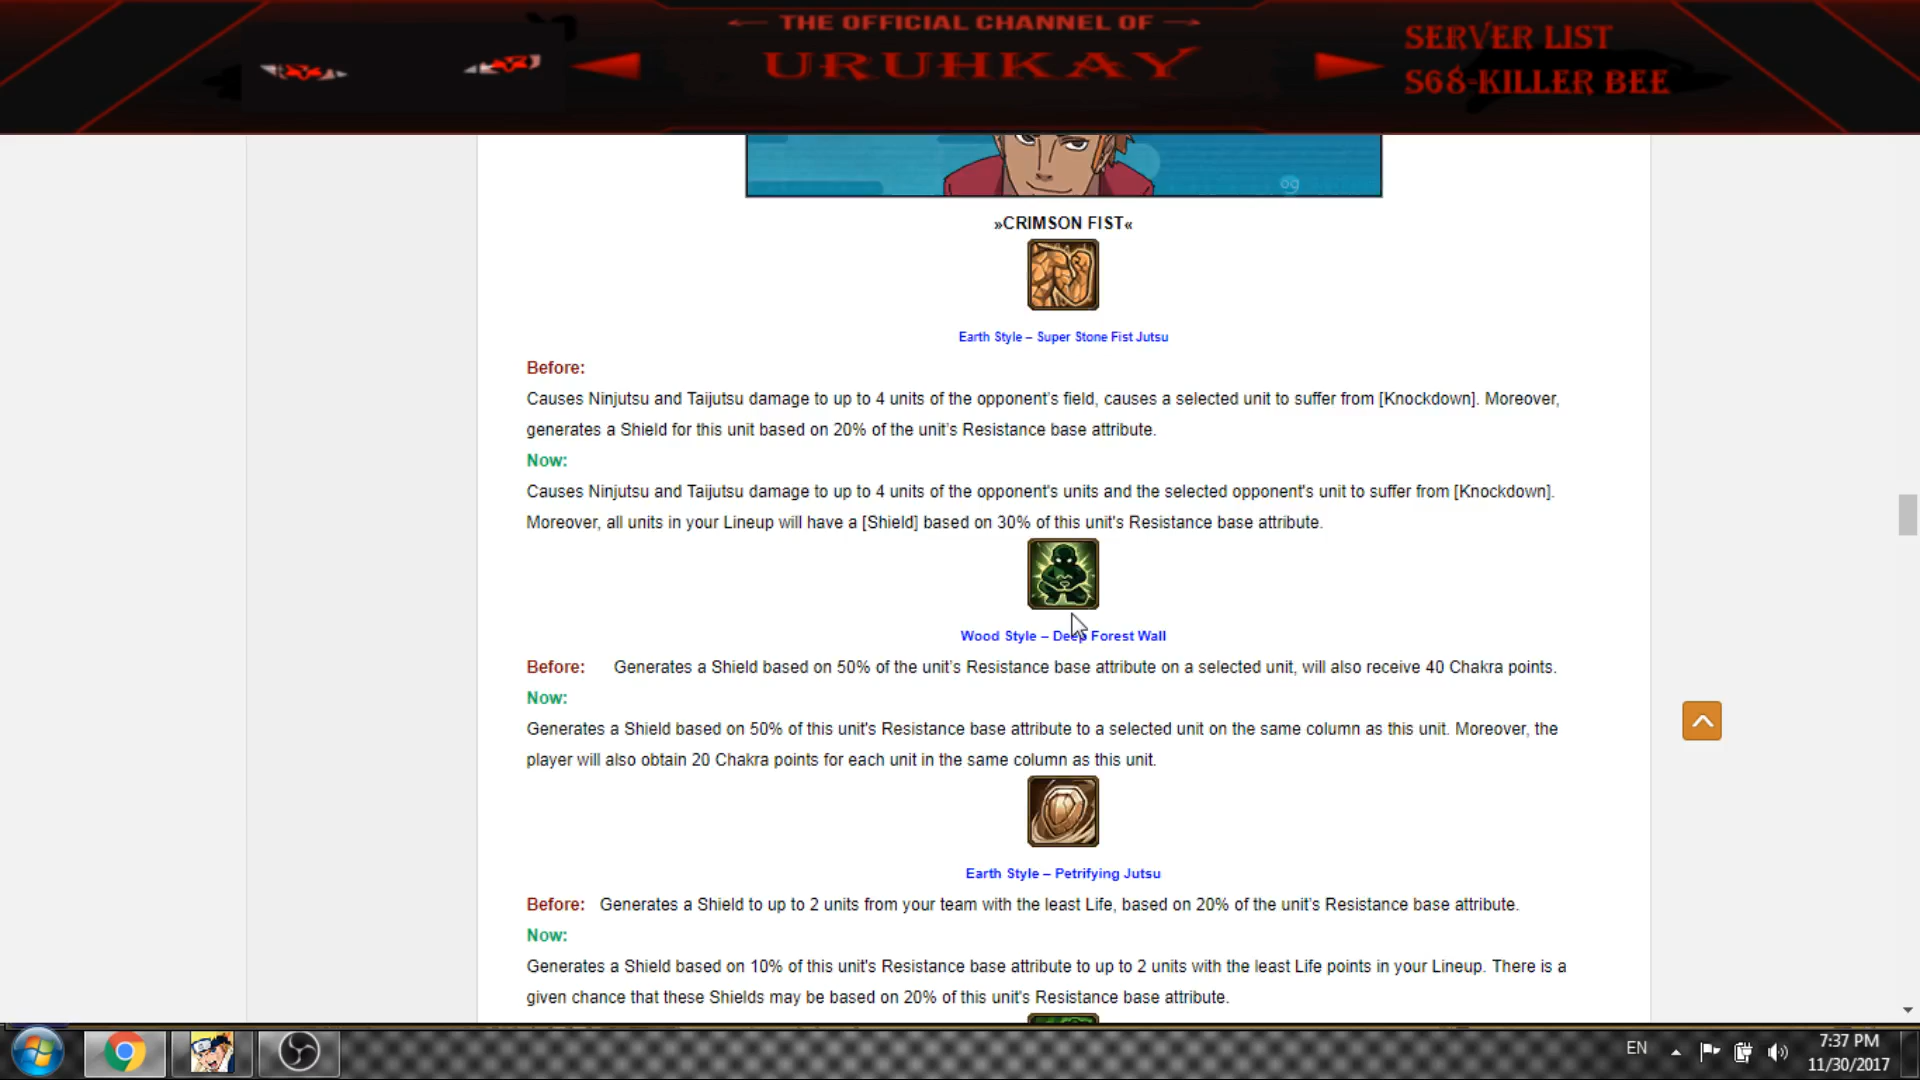 THE OFFICIAL CHANNEL OF
URUHKAY
SERVER LIST
S68-KILLER BEE
og
»CRIMSON FIST«
Earth Style – Super Stone Fist Jutsu
Before:
Causes Ninjutsu and Taijutsu damage to up to 4 units of the opponent’s field, causes a selected unit to suffer from [Knockdown]. Moreover,
generates a Shield for this unit based on 20% of the unit’s Resistance base attribute.
Now:
Causes Ninjutsu and Taijutsu damage to up to 4 units of the opponent's units and the selected opponent's unit to suffer from [Knockdown].
Moreover, all units in your Lineup will have a [Shield] based on 30% of this unit's Resistance base attribute.
Wood Style – Deep Forest Wall
Before: Generates a Shield based on 50% of the unit’s Resistance base attribute on a selected unit, will also receive 40 Chakra points.
Now:
Generates a Shield based on 50% of this unit's Resistance base attribute to a selected unit on the same column as this unit. Moreover, the
player will also obtain 20 Chakra points for each unit in the same column as this unit.
Earth Style – Petrifying Jutsu
Before: Generates a Shield to up to 2 units from your team with the least Life, based on 20% of the unit’s Resistance base attribute.
Now:
Generates a Shield based on 10% of this unit's Resistance base attribute to up to 2 units with the least Life points in your Lineup. There is a
given chance that these Shields may be based on 20% of this unit's Resistance base attribute.
EN
7:37 PM
11/30/2017